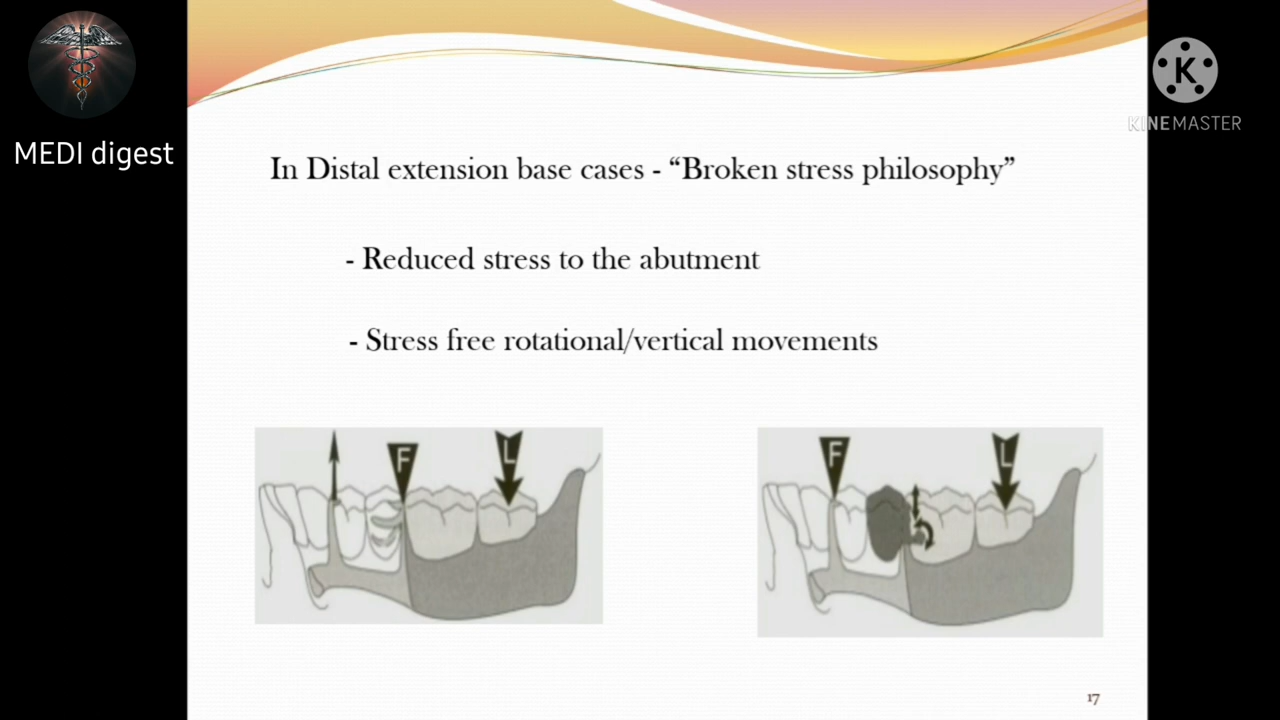 MEDI digest
K
KINEMASTER
In Distal extension base cases - “Broken stress philosophy”
- Reduced stress to the abutment
- Stress free rotational/vertical movements
F
L
F
L
17